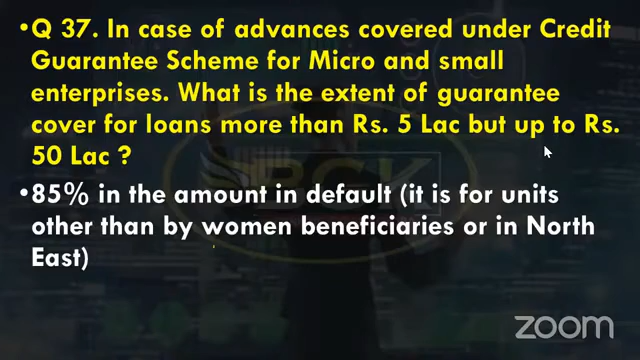 •Q 37. In case of advances covered under Credit
Guarantee Scheme for Micro and small
enterprises. What is the extent of guarantee
cover for loans more than Rs. 5 Lac but up to Rs.
50 Lac ?
•85% in the amount in default (it is for units
other than by women beneficiaries or in North
East)
BGK
zoom